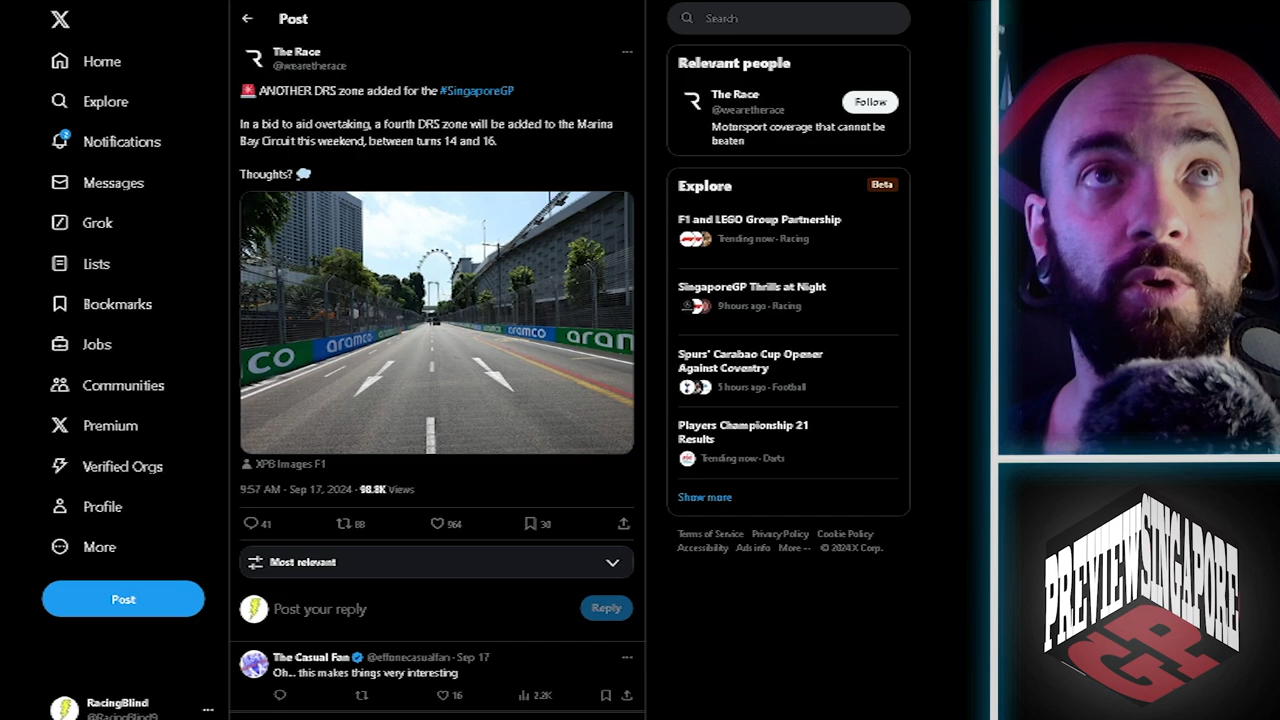 Home
Explore
2
Notifications
Messages
Grok
Lists
Bookmarks
Jobs
Communities
Premium
Verified Orgs
Profile
More
Post
RacingBlind
@RacingBlind9
Post
The Race
@wearetherace
🚨 ANOTHER DRS zone added for the #SingaporeGP
In a bid to aid overtaking, a fourth DRS zone will be added to the Marina
Bay Circuit this weekend, between turns 14 and 16.
Thoughts? 💭
co
aramco
aramco
aran
XPB Images F1
9:57 AM · Sep 17, 2024 · 98.8K Views
41
88
964
30
Most relevant
Post your reply
Reply
The Casual Fan @effonecasualfan · Sep 17
Oh... this makes things very interesting
16
2.2K
Search
Relevant people
The Race
@wearetherace
Follow
Motorsport coverage that cannot be
beaten
Explore
Beta
F1 and LEGO Group Partnership
Trending now · Racing
SingaporeGP Thrills at Night
9 hours ago · Racing
Spurs' Carabao Cup Opener
Against Coventry
5 hours ago · Football
Players Championship 21
Results
Trending now · Darts
Show more
Terms of Service Privacy Policy Cookie Policy
Accessibility Ads info More ··· © 2024 X Corp.
PREVIEW
SINGAPORE